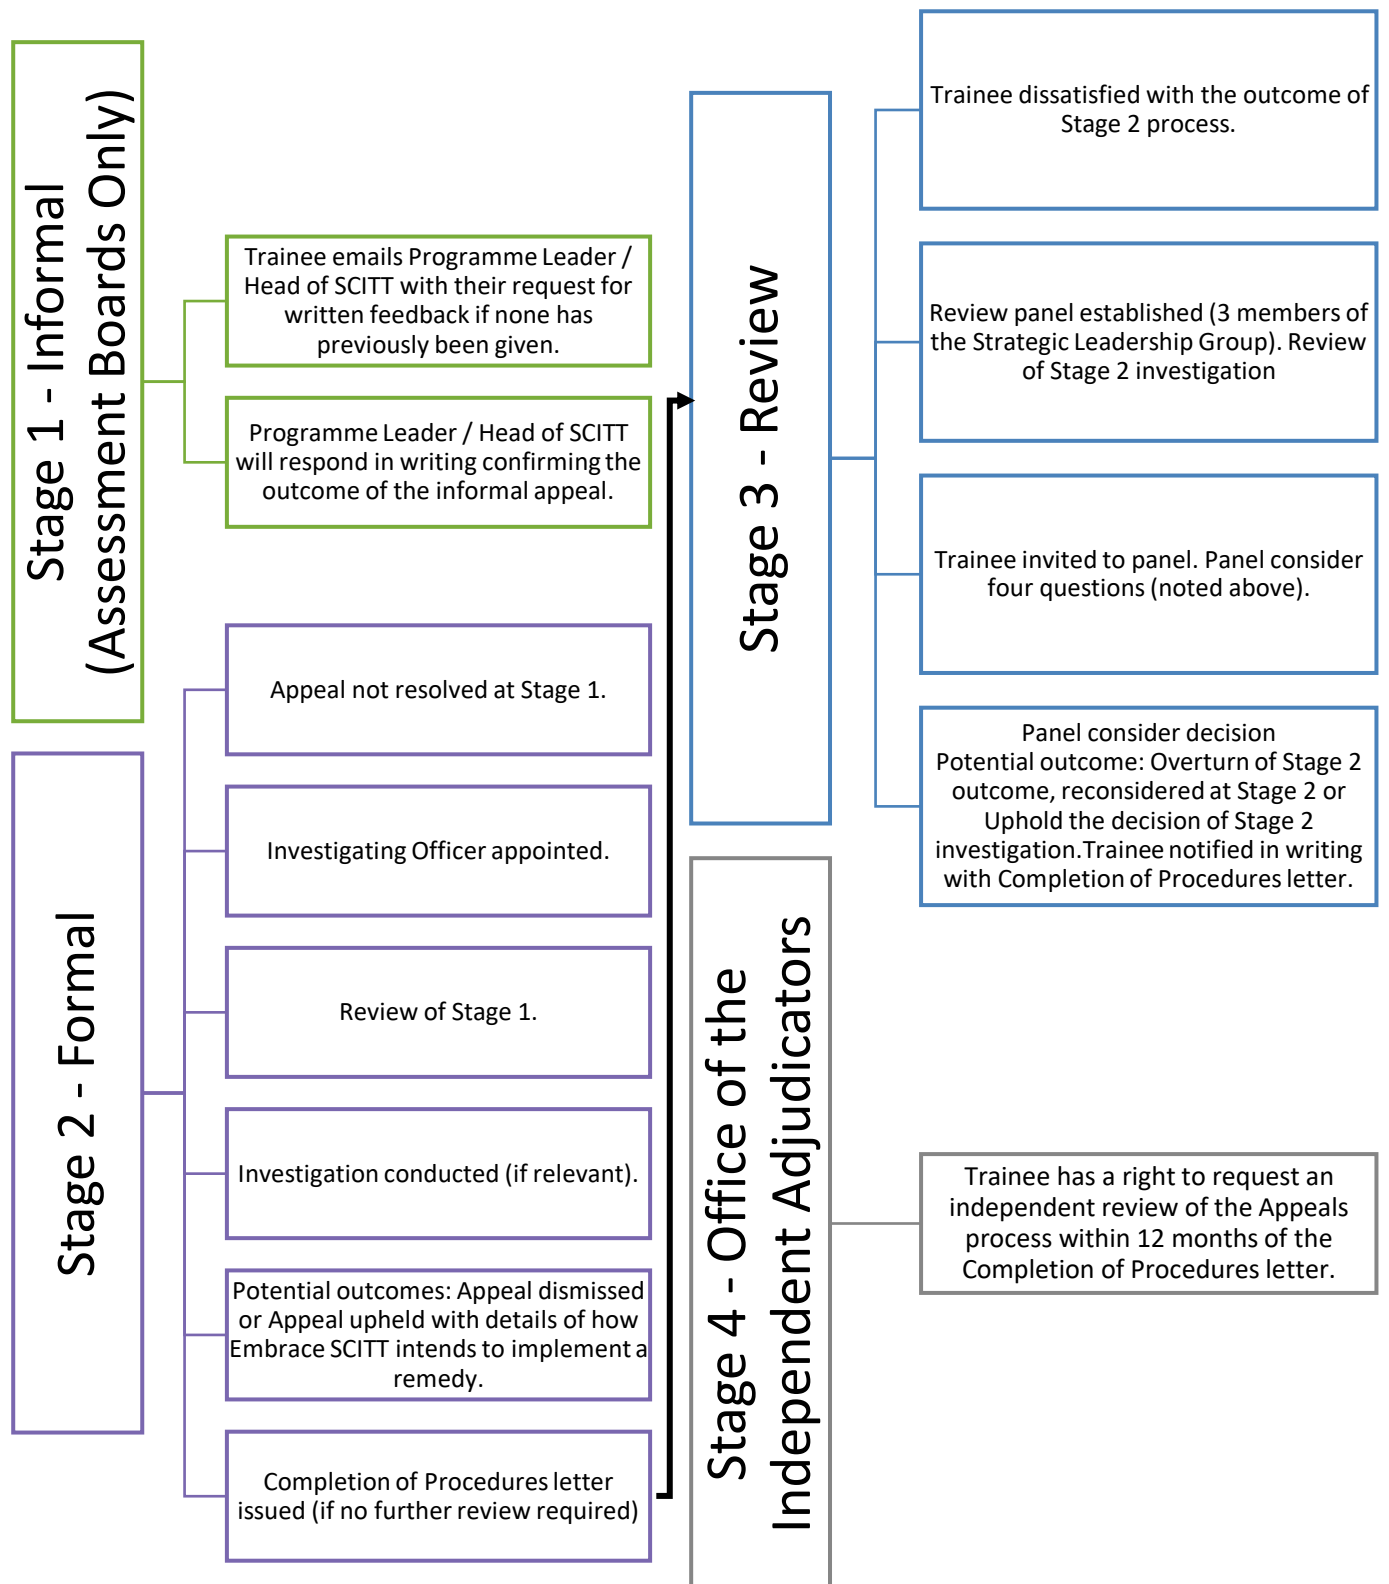 Stage 1 - Informal
(Assessment Boards Only)
Trainee emails Programme Leader /
Head of SCITT with their request for
written feedback if none has
previously been given.
Programme Leader / Head of SCITT
will respond in writing confirming the
outcome of the informal appeal.
Stage 2 - Formal
Appeal not resolved at Stage 1.
Investigating Officer appointed.
Review of Stage 1.
Investigation conducted (if relevant).
Potential outcomes: Appeal dismissed
or Appeal upheld with details of how
Embrace SCITT intends to implement a
remedy.
Completion of Procedures letter
issued (if no further review required)
Stage 3 - Review
Trainee dissatisfied with the outcome of
Stage 2 process.
Review panel established (3 members of
the Strategic Leadership Group). Review
of Stage 2 investigation
Trainee invited to panel. Panel consider
four questions (noted above).
Panel consider decision
Potential outcome: Overturn of Stage 2
outcome, reconsidered at Stage 2 or
Uphold the decision of Stage 2
investigation.Trainee notified in writing
with Completion of Procedures letter.
Stage 4 - Office of the
Independent Adjudicators
Trainee has a right to request an
independent review of the Appeals
process within 12 months of the
Completion of Procedures letter.